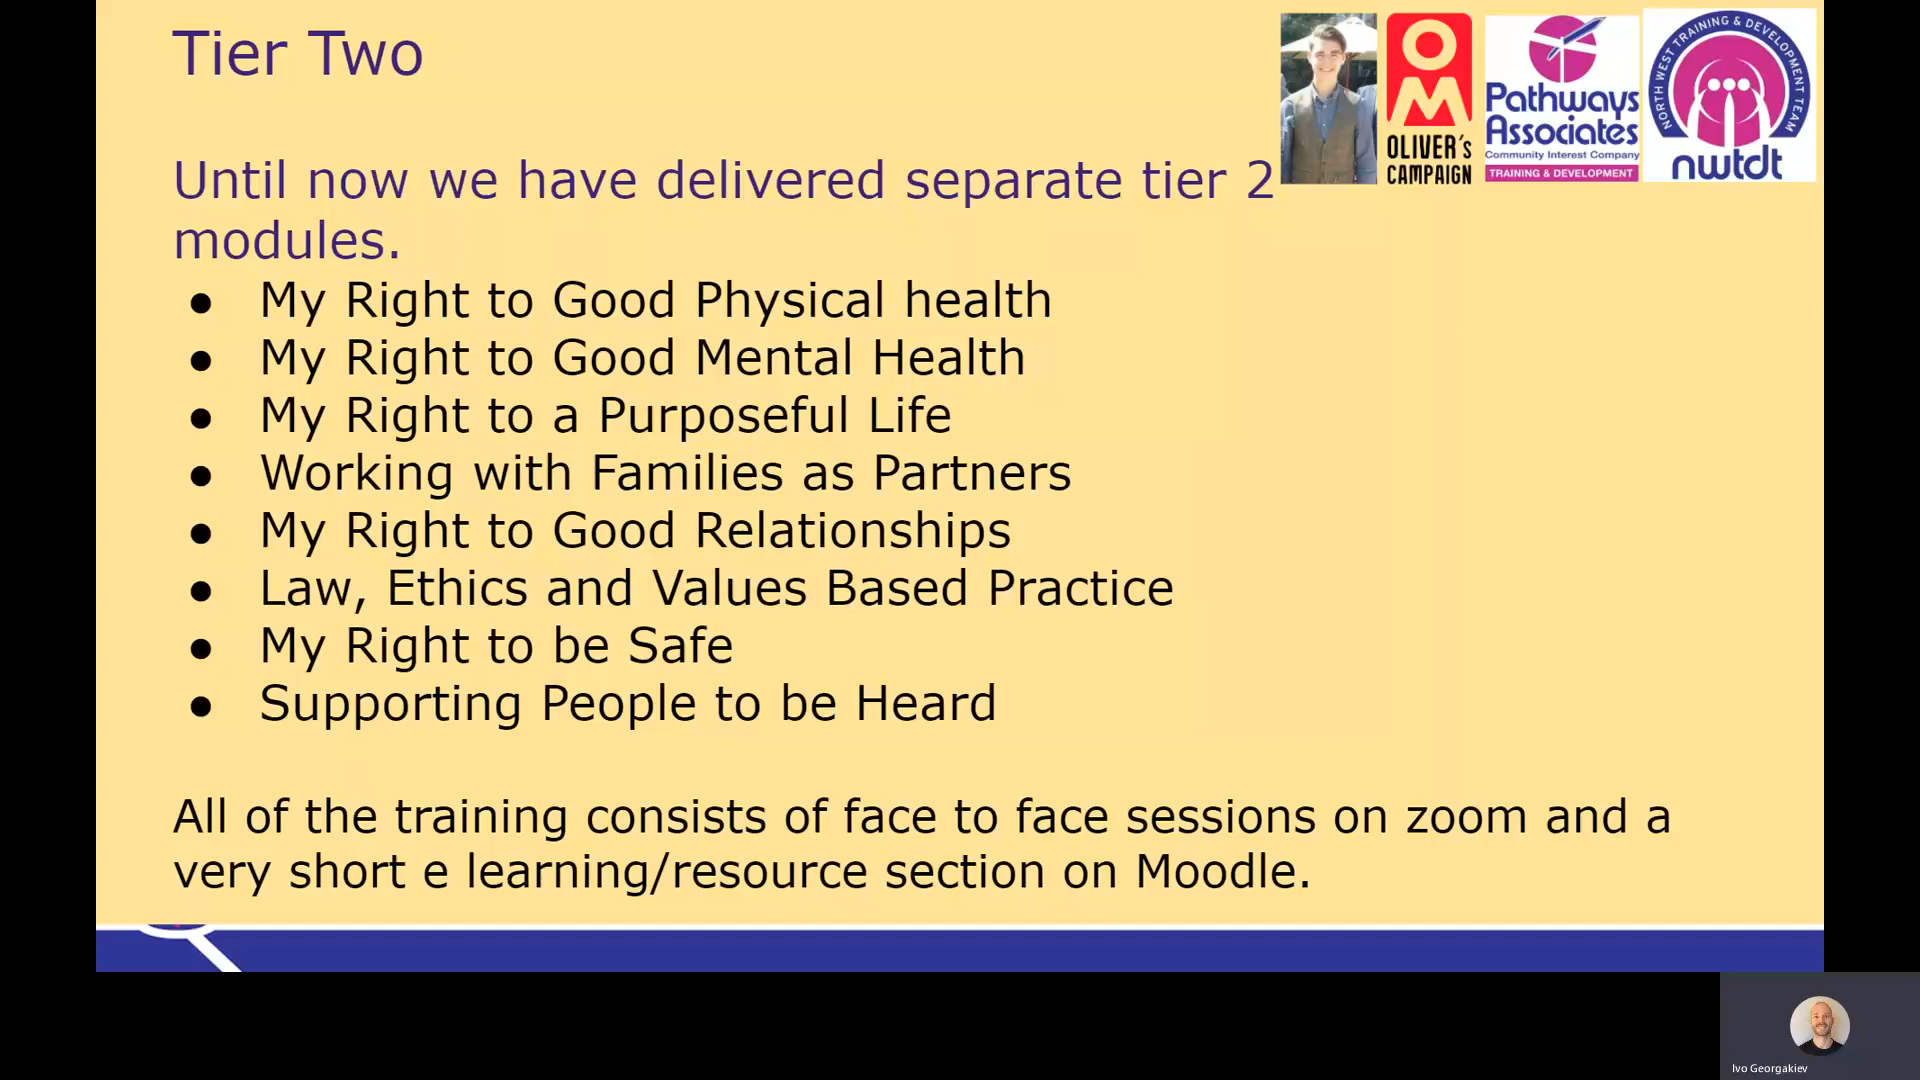 Tier Two
Until now we have delivered separate tier 2
modules.
● My Right to Good Physical health
● My Right to Good Mental Health
● My Right to a Purposeful Life
● Working with Families as Partners
● My Right to Good Relationships
● Law, Ethics and Values Based Practice
● My Right to be Safe
● Supporting People to be Heard
All of the training consists of face to face sessions on zoom and a
very short e learning/resource section on Moodle.
OM
OLIVER's
CAMPAIGN
Pathways
Associates
Community Interest Company
TRAINING & DEVELOPMENT
NORTH WEST TRAINING & DEVELOPMENT TEAM
nwtdt
Ivo Georgakiev